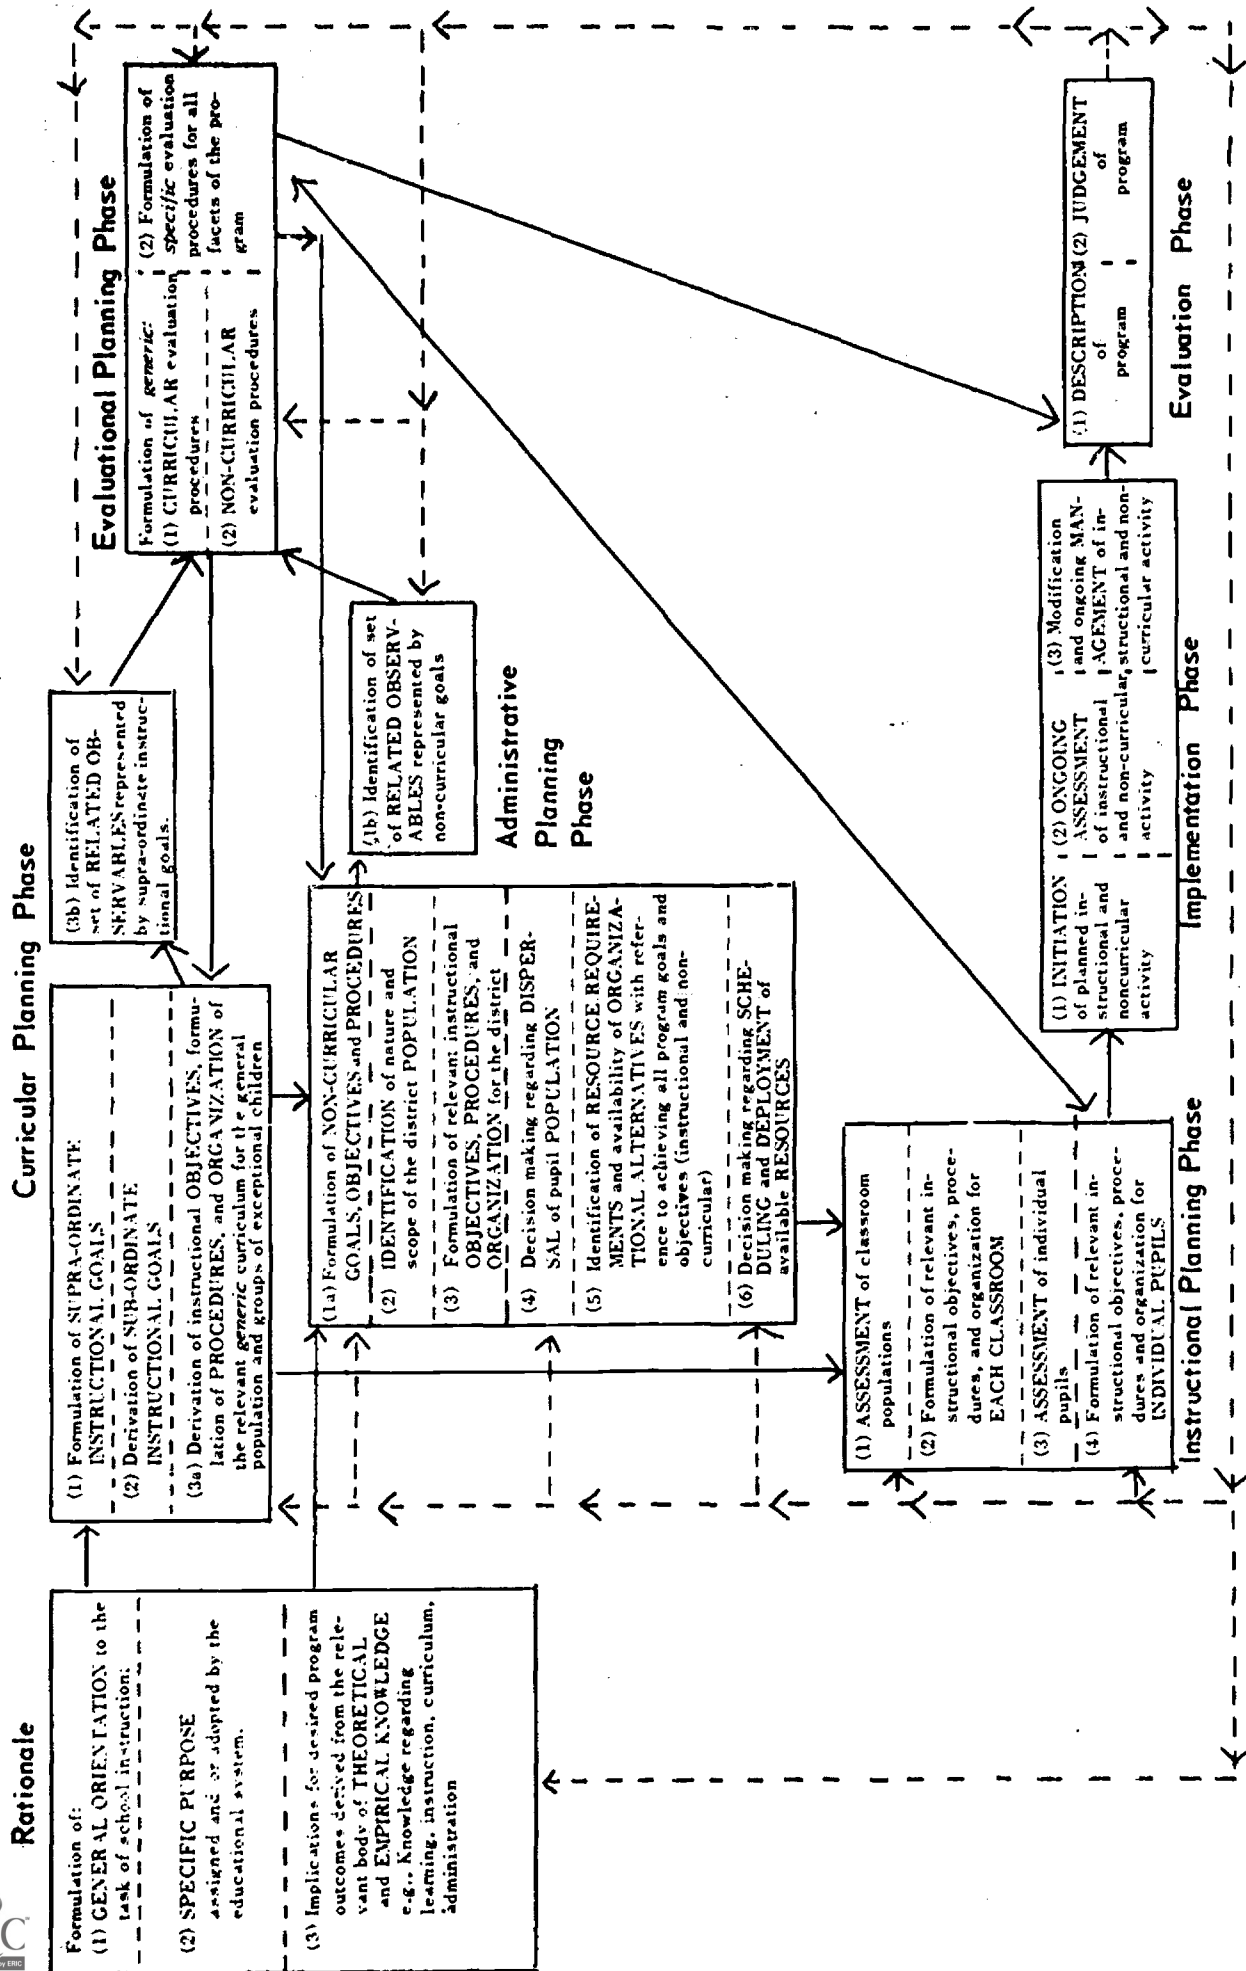 Rationale
Formulation of:
(1) GENERAL ORIENTATION to the
task of school instruction:
(2) SPECIFIC PURPOSE
assigned and or adopted by the
educational system.
(3) Implications for desired program
outcomes derived from the rele-
vant body of THEORETICAL
and EMPIRICAL KNOWLEDGE
e.g., Knowledge regarding
learning, instruction, curriculum,
administration
Curricular Planning Phase
(1) Formulation of SUPRA-ORDINATE
INSTRUCTIONAL GOALS
(2) Derivation of SUB-ORDINATE
INSTRUCTIONAL GOALS
(3a) Derivation of instructional OBJECTIVES, formu-
lation of PROCEDURES, and ORGANIZATION of
the relevant generic curriculum for the general
population and groups of exceptional children
(3b) Identification of
set of RELATED OB-
SERVABLES represented
by supra-ordinate instruc-
tional goals.
Evaluational Planning Phase
Formulation of generic:
(1) CURRICULAR evaluation
procedures
(2) NON-CURRICULAR
evaluation procedures
(2) Formulation of
specific evaluation
procedures for all
facets of the pro-
gram
(1a) Formulation of NON-CURRICULAR
GOALS, OBJECTIVES and PROCEDURES
(2) IDENTIFICATION of nature and
scope of the district POPULATION
(3) Formulation of relevant instructional
OBJECTIVES, PROCEDURES, and
ORGANIZATION for the district
(4) Decision making regarding DISPER-
SAL of pupil POPULATION
(5) Identification of RESOURCE REQUIRE-
MENTS and availability of ORGANIZA-
TIONAL ALTERNATIVES with refer-
ence to achieving all program goals and
objectives (instructional and non-
curricular)
(6) Decision making regarding SCHE-
DULING and DEPLOYMENT of
available RESOURCES
(1b) Identification of set
of RELATED OBSERV-
ABLES represented by
non-curricular goals
Administrative
Planning
Phase
(1) ASSESSMENT of classroom
populations
(2) Formulation of relevant in-
structional objectives, proce-
dures, and organization for
EACH CLASSROOM
(3) ASSESSMENT of individual
pupils
(4) Formulation of relevant in-
structional objectives, proce-
dures and organization for
INDIVIDUAL PUPILS
Instructional Planning Phase
(1) INITIATION
of planned in-
structional and
noncurricular
activity
(2) ONGOING
ASSESSMENT
of instructional
and non-curricular
activity
(3) Modification
and ongoing MAN-
AGEMENT of in-
structional and non-
curricular activity
Implementation Phase
(1) DESCRIPTION
of
program
(2) JUDGEMENT
of
program
Evaluation Phase
by ERIC